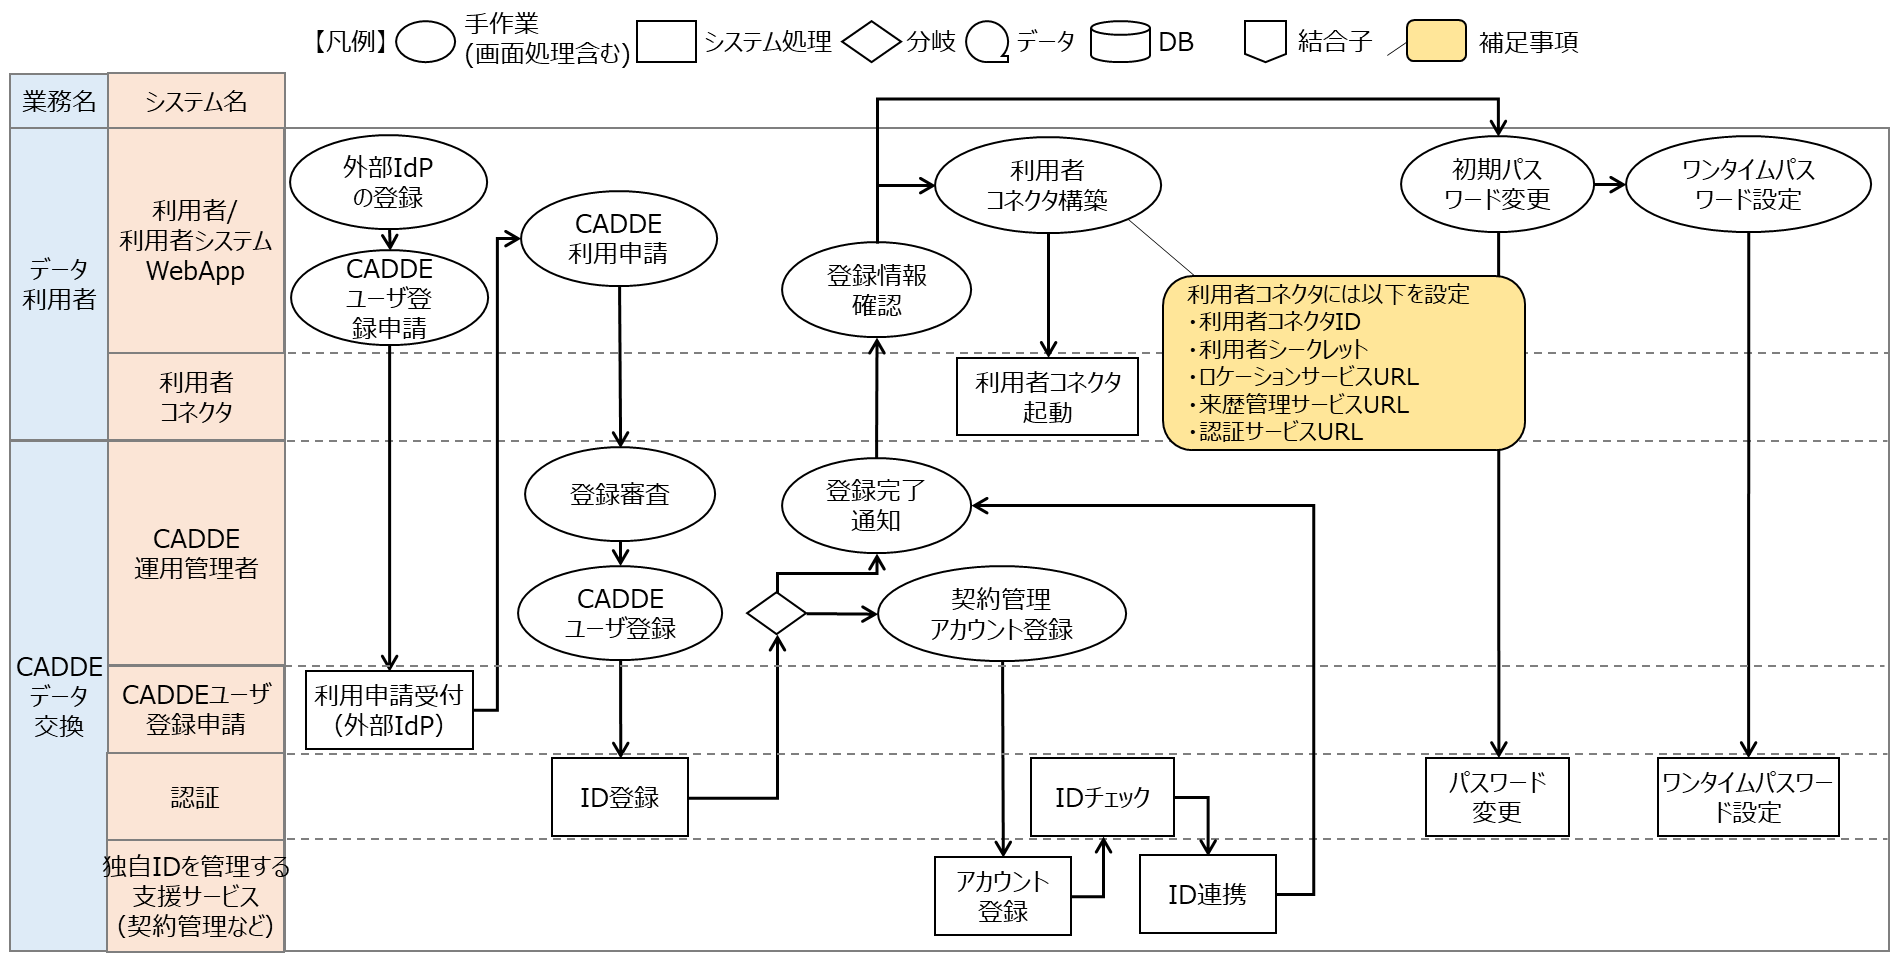 【凡例】
手作業
(画面処理含む)
システム処理
分岐
データ
DB
結合子
補足事項
業務名
システム名
データ
利用者
利用者/
利用者システム
WebApp
外部IdP
の登録
CADDE
ユーザ登
録申請
CADDE
利用申請
登録情報
確認
利用者
コネクタ構築
初期パス
ワード変更
ワンタイムパス
ワード設定
利用者コネクタには以下を設定
・利用者コネクタID
・利用者シークレット
・ロケーションサービスURL
・来歴管理サービスURL
・認証サービスURL
利用者
コネクタ
利用者コネクタ
起動
CADDE
データ
交換
CADDE
運用管理者
登録審査
登録完了
通知
CADDE
ユーザ登録
契約管理
アカウント登録
CADDEユーザ
登録申請
利用申請受付
（外部IdP）
認証
ID登録
IDチェック
パスワード
変更
ワンタイムパスワー
ド設定
独自IDを管理する
支援サービス
（契約管理など）
アカウント
登録
ID連携